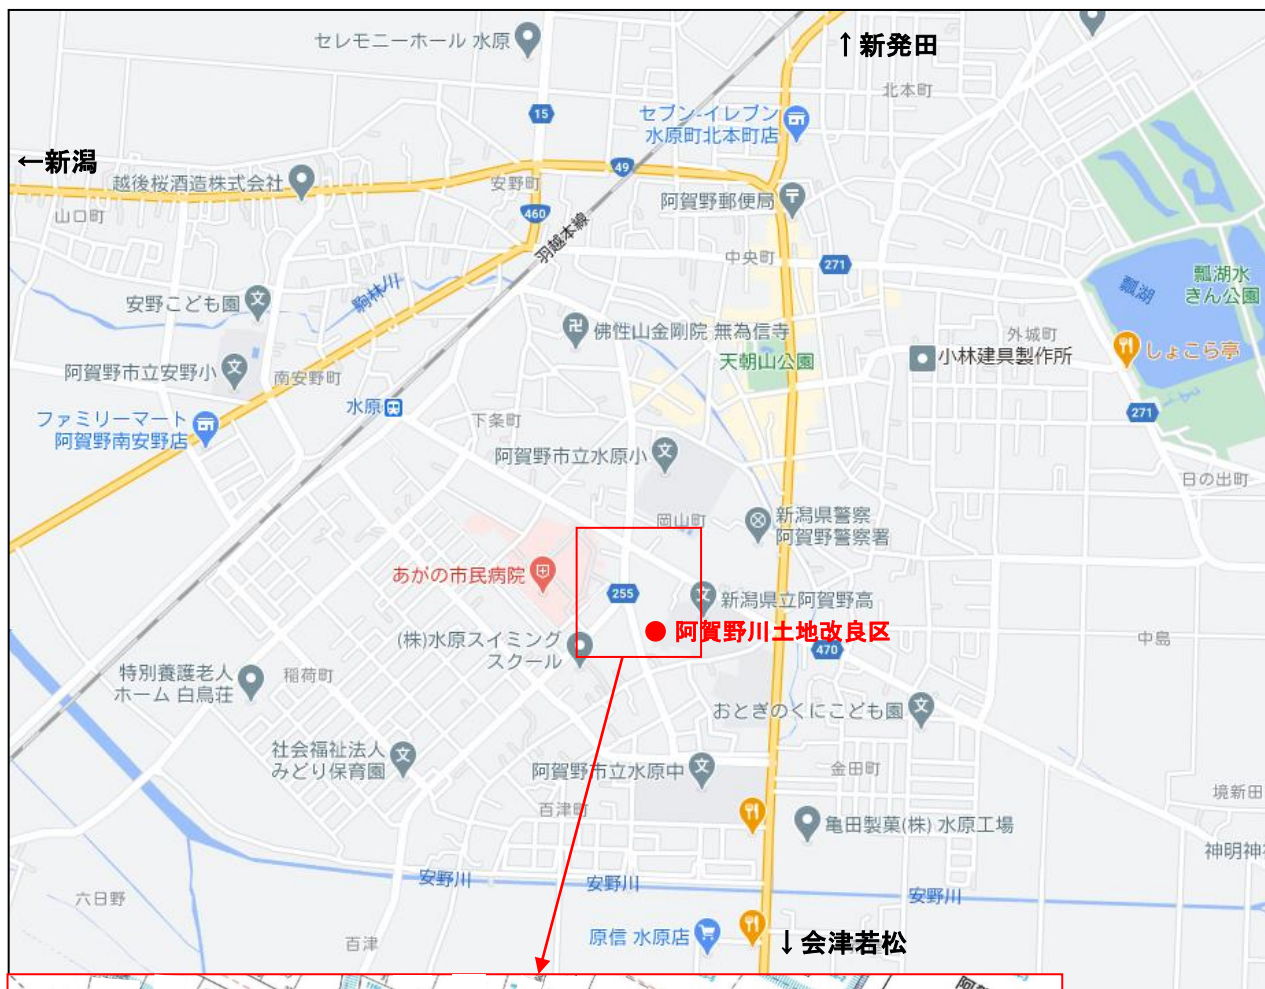 セレモニーホール 水原
↑新発田
北本町
セブン-イレブン
水原町北本町店
15
←新潟
越後桜酒造株式会社
49
安野町
山口町
阿賀野郵便局
460
羽越本線
中央町
271
瓢湖
瓢湖水
きん公園
安野こども園
駒林川
佛性山金剛院 無為信寺
外城町
天朝山公園
小林建具製作所
しょこら亭
阿賀野市立安野小
南安野町
水原
271
ファミリーマート
阿賀野南安野店
下条町
阿賀野市立水原小
日の出町
岡山町
新潟県警察
阿賀野警察署
あがの市民病院
255
新潟県立阿賀野高
阿賀野川土地改良区
(株)水原スイミング
スクール
470
中島
特別養護老人
ホーム 白鳥荘
稲荷町
おとぎのくにこども園
社会福祉法人
みどり保育園
阿賀野市立水原中
金田町
境新田
百津町
亀田製菓(株) 水原工場
神明神
安野川
安野川
安野川
六日野
百津
原信 水原店
↓会津若松